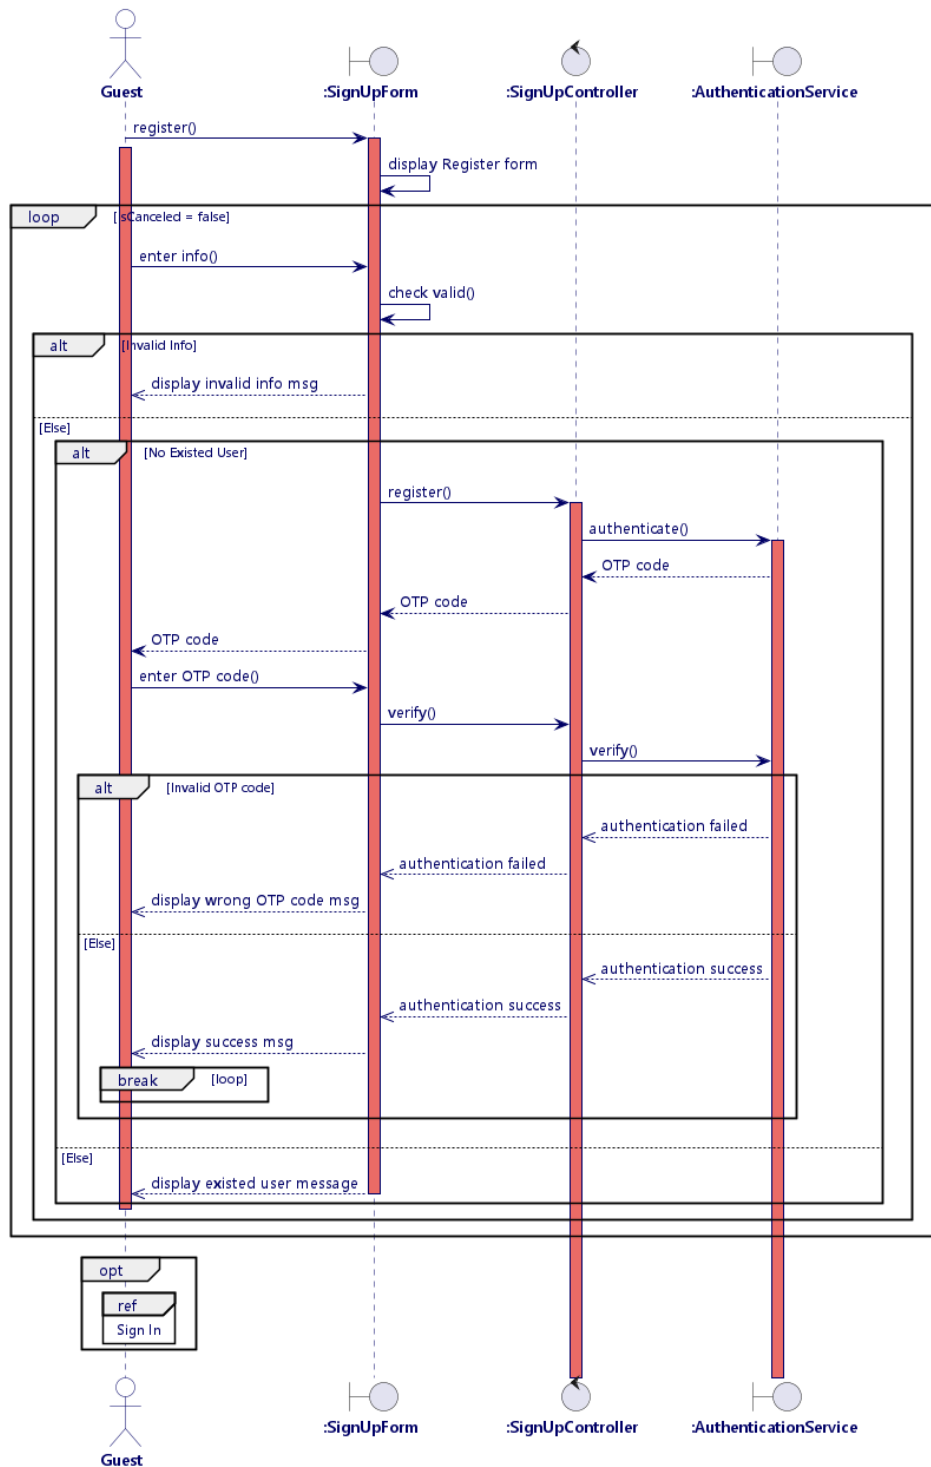 Guest
:SignUpForm
:SignUpController
:AuthenticationService
register()
display Register form
loop
[isCanceled = false]
enter info()
check valid()
alt
[Invalid Info]
display invalid info msg
[Else]
alt
[No Existed User]
register()
authenticate()
OTP code
OTP code
OTP code
enter OTP code()
verify()
verify()
alt
[Invalid OTP code]
authentication failed
authentication failed
display wrong OTP code msg
[Else]
authentication success
authentication success
display success msg
break
[loop]
[Else]
display existed user message
opt
ref
Sign In
Guest
:SignUpForm
:SignUpController
:AuthenticationService